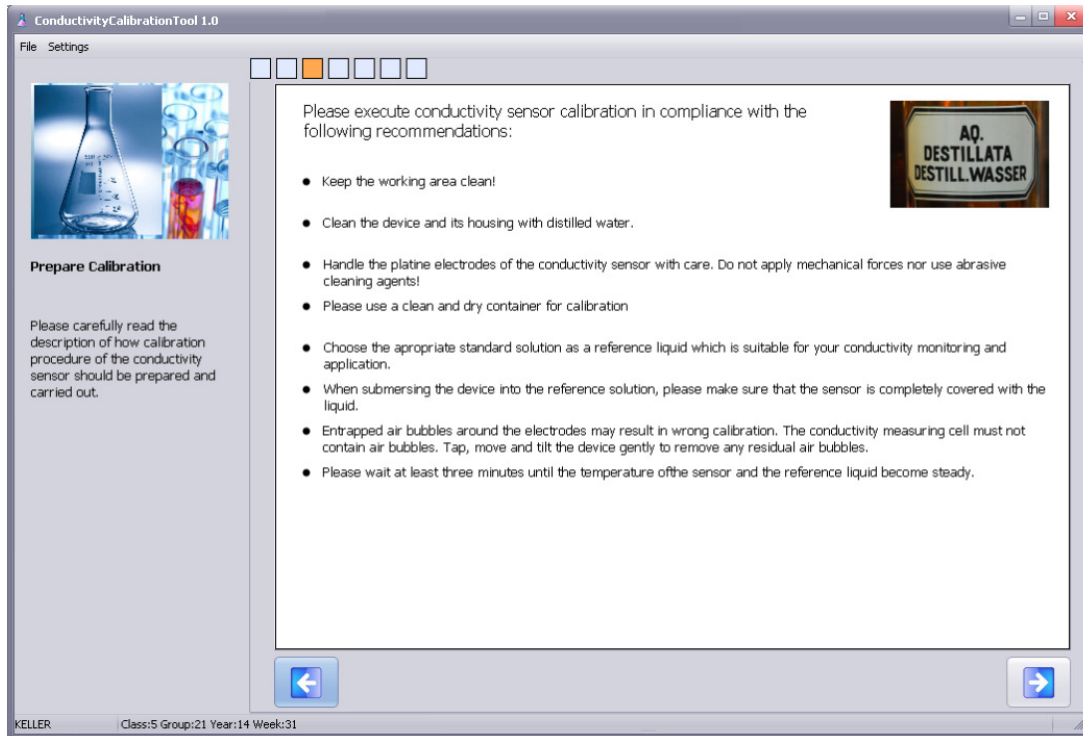 ConductivityCalibrationTool 1.0
File Settings
Prepare Calibration
Please carefully read the
description of how calibration
procedure of the conductivity
sensor should be prepared and
carried out.
Please execute conductivity sensor calibration in compliance with the
following recommendations:
AQ.
DESTILLATA
DESTILL.WASSER
● Keep the working area clean!
● Clean the device and its housing with distilled water.
● Handle the platine electrodes of the conductivity sensor with care. Do not apply mechanical forces nor use abrasive
cleaning agents!
● Please use a clean and dry container for calibration
● Choose the apropriate standard solution as a reference liquid which is suitable for your conductivity monitoring and
application.
● When submersing the device into the reference solution, please make sure that the sensor is completely covered with the
liquid.
● Entrapped air bubbles around the electrodes may result in wrong calibration. The conductivity measuring cell must not
contain air bubbles. Tap, move and tilt the device gently to remove any residual air bubbles.
● Please wait at least three minutes until the temperature ofthe sensor and the reference liquid become steady.
KELLER Class:5 Group:21 Year:14 Week:31